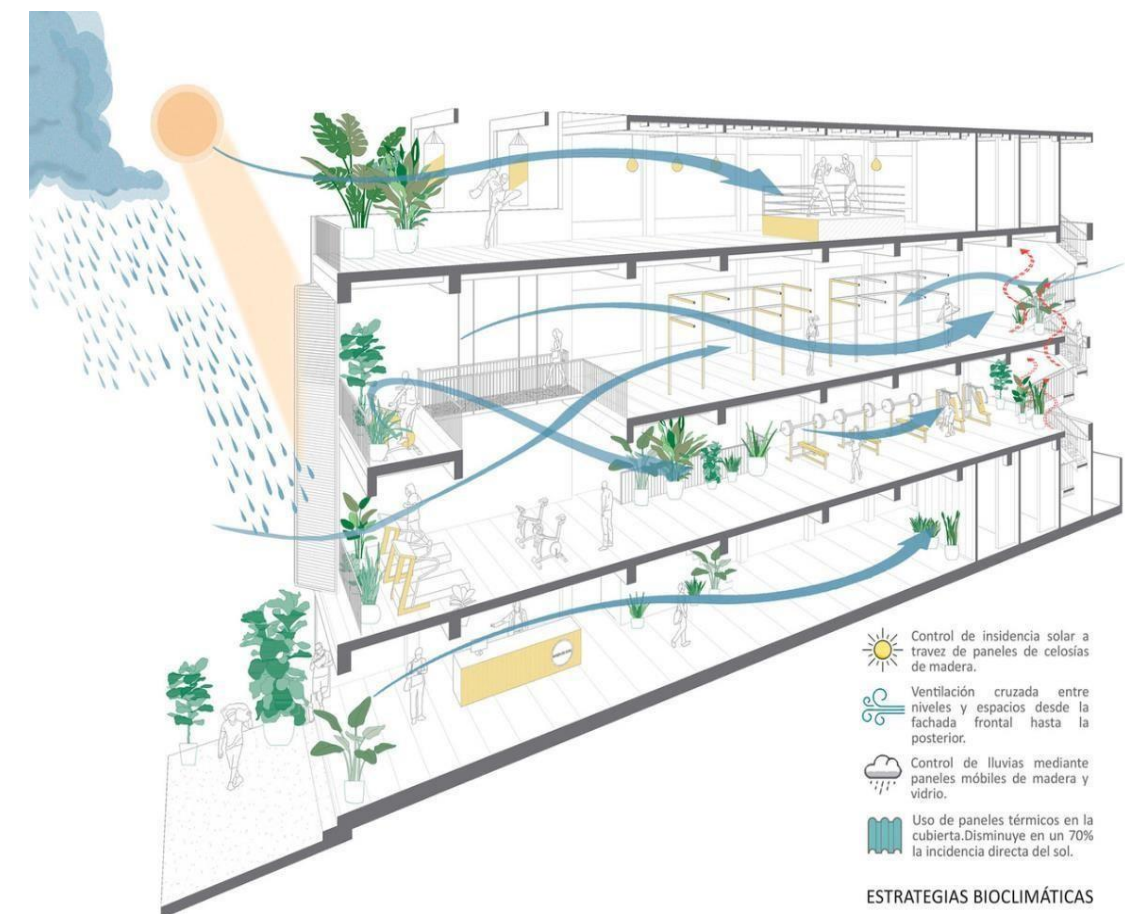 Control de insidencia solar a
travez de paneles de celosías
de madera.
Ventilación cruzada entre
niveles y espacios desde la
fachada frontal hasta la
posterior.
Control de lluvias mediante
paneles móbiles de madera y
vidrio.
Uso de paneles térmicos en la
cubierta.Disminuye en un 70%
la incidencia directa del sol.
ESTRATEGIAS BIOCLIMÁTICAS